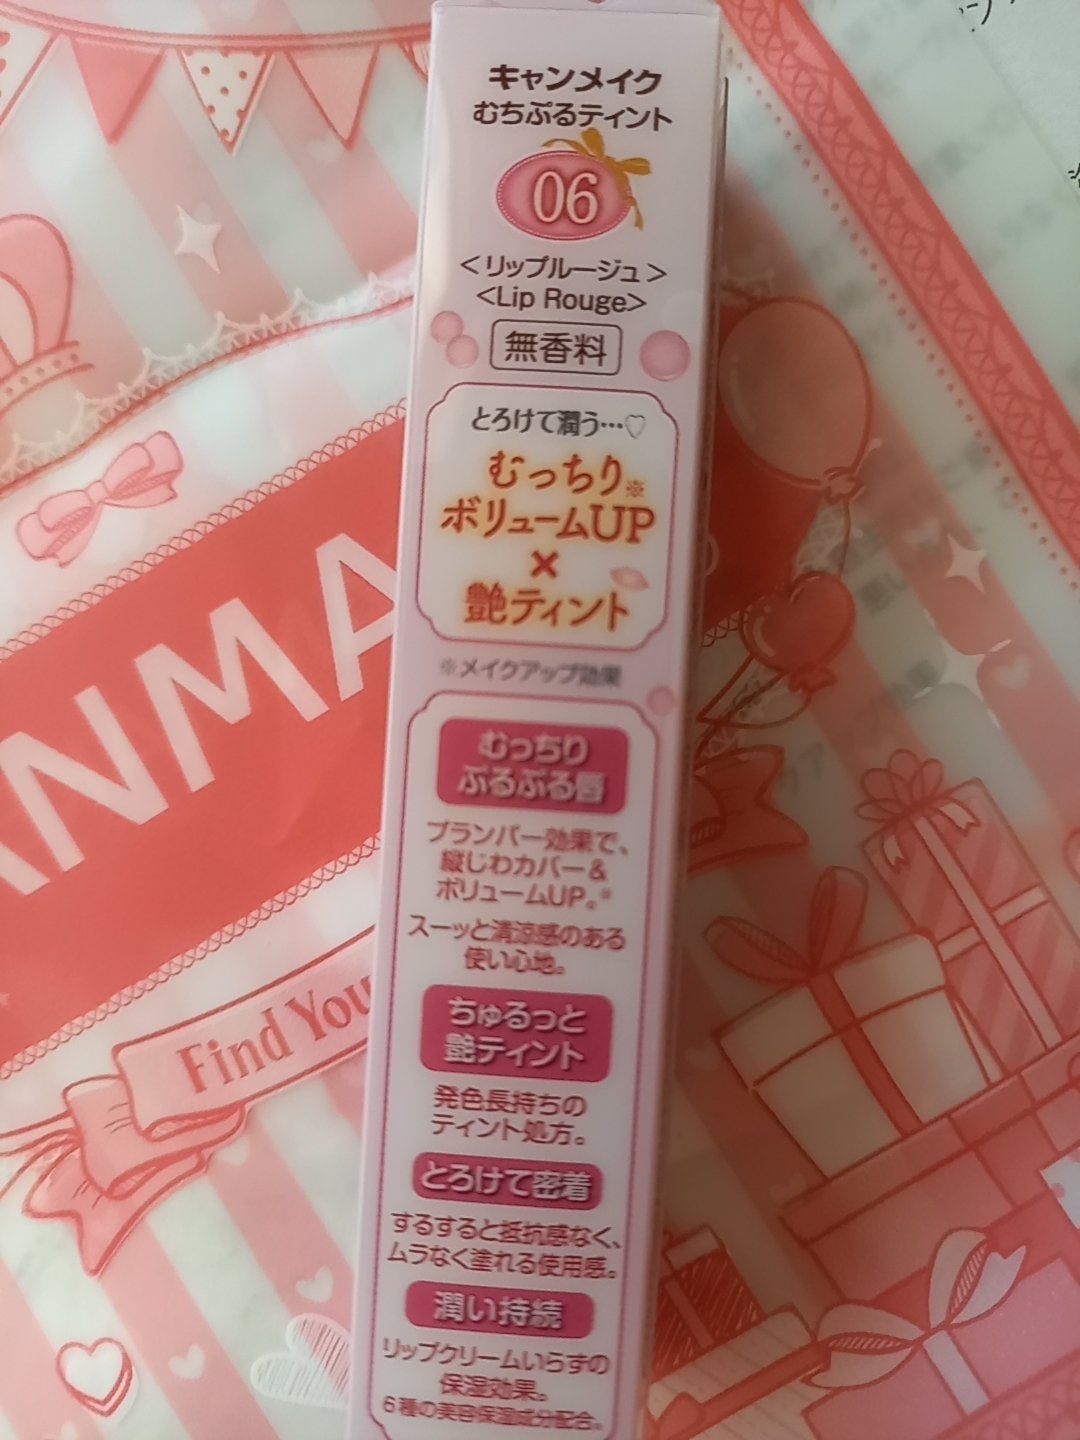 キャンメイク
むちぷるティント
06
＜リップルージュ＞
<Lip Rouge>
無香料
とろけて潤う…♡
むっちり※
ボリュームUP
×
艶ティント
※メイクアップ効果
むっちり
ぷるぷる唇
プランパー効果で、
縦じわカバー＆
ボリュームUP。※
スーッと清涼感のある
使い心地。
ちゅるっと
艶ティント
発色長持ちの
ティント処方。
とろけて密着
するすると抵抗感なく、
ムラなく塗れる使用感。
潤い持続
リップクリームいらずの
保湿効果。
6種の美容保湿成分配合。
ANMA
Find You